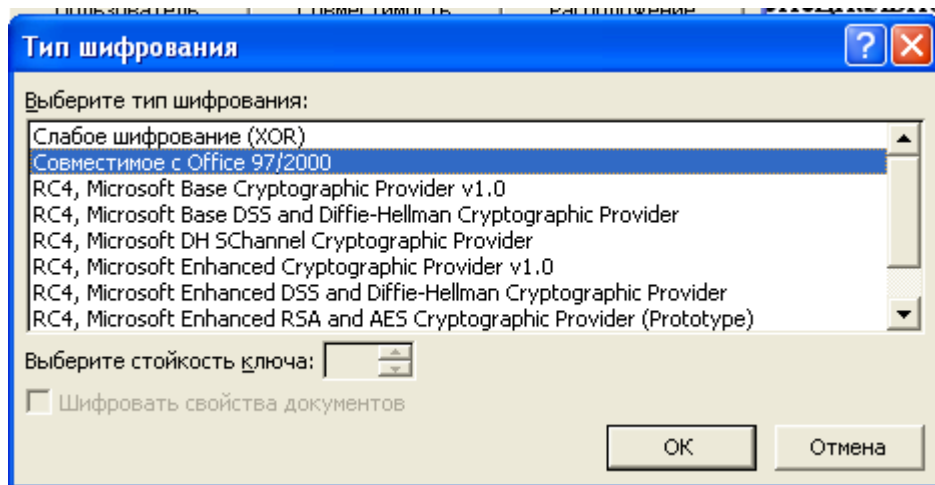 Пользователь Совместимость Расположение
Тип шифрования
Выберите тип шифрования:
Слабое шифрование (XOR)
Совместимое с Office 97/2000
RC4, Microsoft Base Cryptographic Provider v1.0
RC4, Microsoft Base DSS and Diffie-Hellman Cryptographic Provider
RC4, Microsoft DH SChannel Cryptographic Provider
RC4, Microsoft Enhanced Cryptographic Provider v1.0
RC4, Microsoft Enhanced DSS and Diffie-Hellman Cryptographic Provider
RC4, Microsoft Enhanced RSA and AES Cryptographic Provider (Prototype)
Выберите стойкость ключа:
Шифровать свойства документов
ОК Отмена